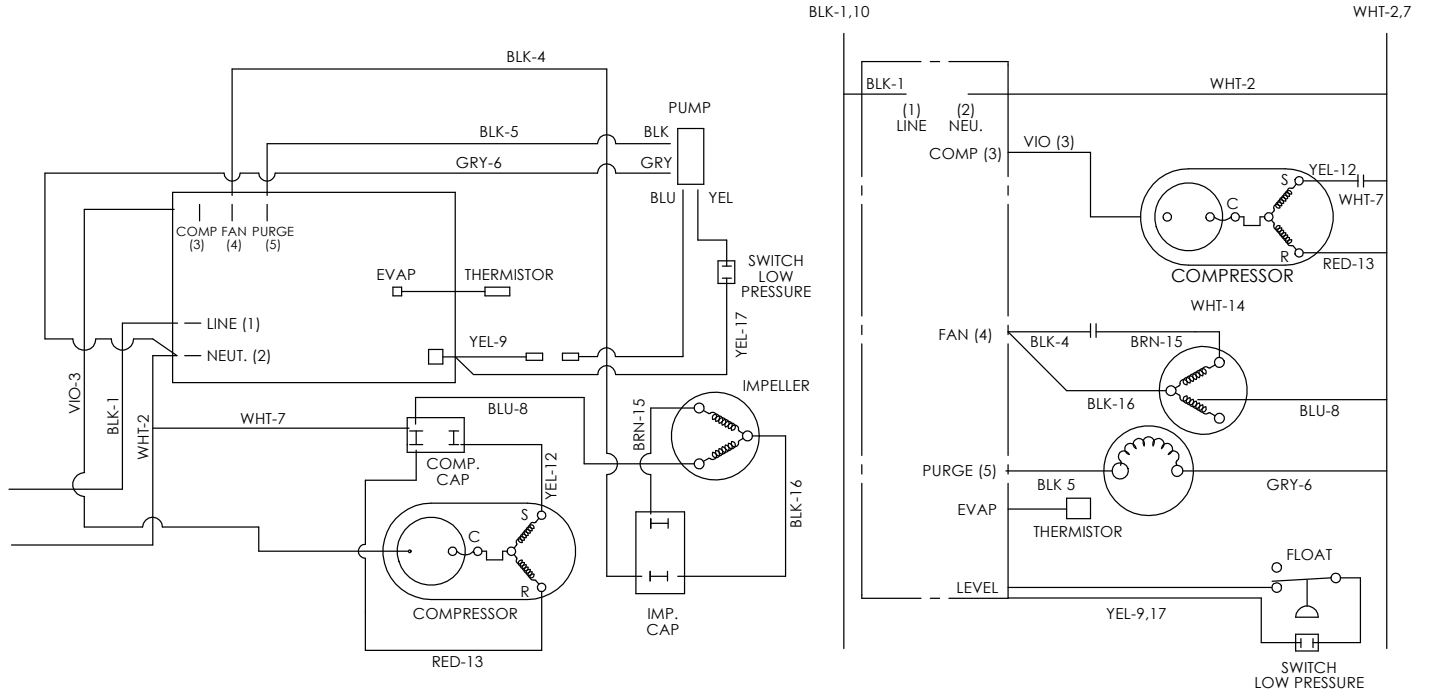 BLK-4
PUMP
BLK-5
BLK
GRY-6
GRY
BLU
YEL
COMP
(3)
FAN
(4)
PURGE
(5)
EVAP
THERMISTOR
SWITCH
LOW
PRESSURE
LINE (1)
NEUT. (2)
YEL-9
YEL-17
VIO-3
BLK-1
WHT-2
WHT-7
BLU-8
BRN-15
IMPELLER
COMP.
CAP
YEL-12
BLK-16
S
C
R
COMPRESSOR
IMP.
CAP
RED-13
BLK-1,10
WHT-2,7
BLK-1
WHT-2
(1)
LINE
(2)
NEU.
COMP (3)
VIO (3)
S
YEL-12
C
WHT-7
R
RED-13
COMPRESSOR
WHT-14
FAN (4)
BLK-4
BRN-15
BLK-16
BLU-8
PURGE (5)
BLK 5
GRY-6
EVAP
THERMISTOR
FLOAT
LEVEL
YEL-9,17
SWITCH
LOW PRESSURE